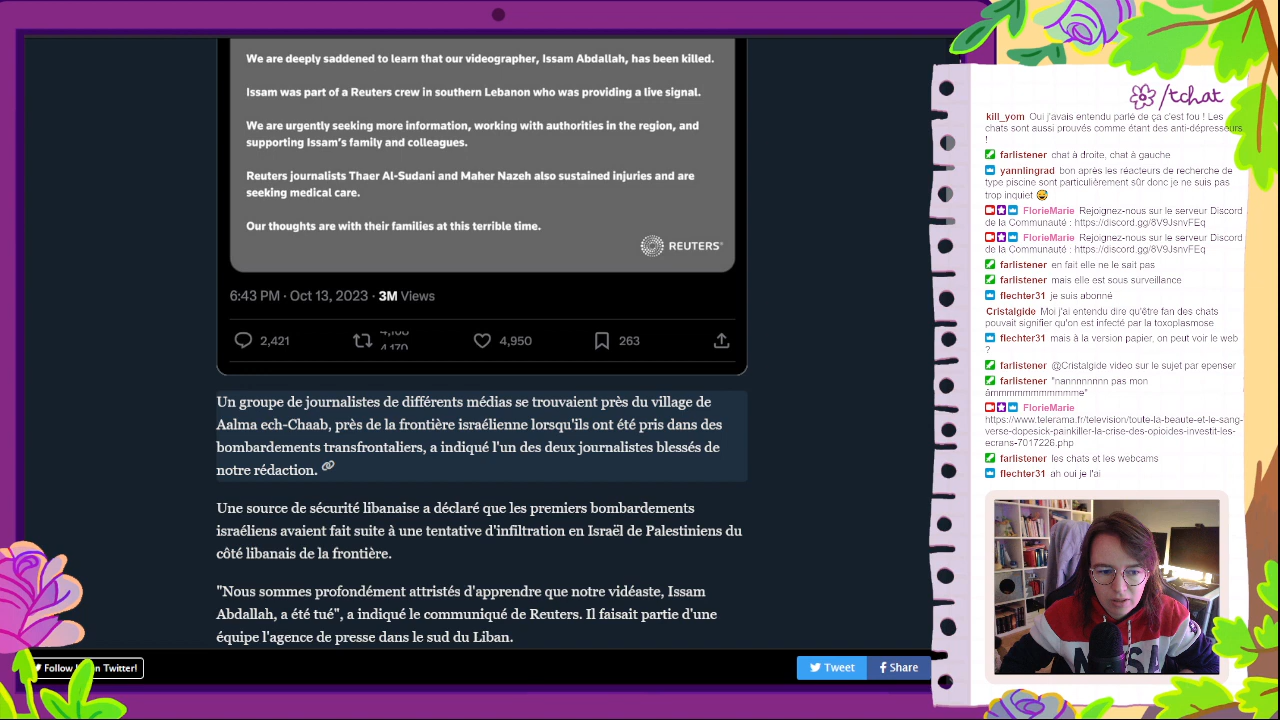 We are deeply saddened to learn that our videographer, Issam Abdallah, has been killed.
Issam was part of a Reuters crew in southern Lebanon who was providing a live signal.
We are urgently seeking more information, working with authorities in the region, and
supporting Issam's family and colleagues.
Reuters journalists Thaer Al-Sudani and Maher Nazeh also sustained injuries and are
seeking medical care.
Our are with their families at this terrible time.
REUTERS
6:43 PM · Oct 13, 2023 · 3M Views
2,421
4,950
263
Un groupe de journalistes de différents médias se trouvaient près du village de
ech près de la frontière israélienne lorsqu'ils ont été pris dans des
bombardements frontaliers, a indiqué l'un des deux journalistes blessés de
notre rédaction.
Une source de sécurité libanaise a déclaré que les premiers bombardements
israéliens avaient fait suite à une tentative d'infiltration en Israël de Palestiniens du
côté libanais de la frontière.
"Nous sommes profondément attristés d'apprendre que notre vidéaste, Issam
Abdallah, a été tué", a indiqué le communiqué de Reuters. Il faisait partie d'une
équipe l'agence de presse dans le sud du Liban.
Follow on Twitter!
Tweet
Share
/tchat
kill_yom Oui j'avais entendu parlé de ça c'est fou ! Les
chats sont aussi prouvés comme étant des anti-dépresseurs
!
farlistener chat à droite, chat à gauche
yannlingrad bon après les réacteurs de recherche de
type piscine sont particulièrement sûr donc je ne suis pas
trop inquiet 😅
FlorieMarie Rejoignez-nous sur le serveur Discord
de la Communauté : https://discord.gg/8V9JsnvFEq
FlorieMarie Rejoignez-nous sur le serveur Discord
de la Communauté : https://discord.gg/8V9JsnvFEq
farlistener en fait elle ne le sait pas
farlistener mais elle est sous surveillance.
flechter31 je suis abonné
Cristalgide Moi j'ai entendu dire qu'être fan des chats
pouvait signifier qu'on est infecté par la toxoplasmose
flechter31 mais à la version papier, on peut voir le web
?
farlistener @Cristalgide video sur le sujet par epenser
farlistener "nannnnnnnn pas mon
âmmmmmmmmmmme"
FlorieMarie
https://www.telerama.fr/television/toute-la-beaute-et-le-sang-
verse-dopesick-painkiller-la-crise-des-opioides-investit-les-
ecrans-7017226.php
farlistener les chats et les webcams
flechter31 ah oui je l'ai